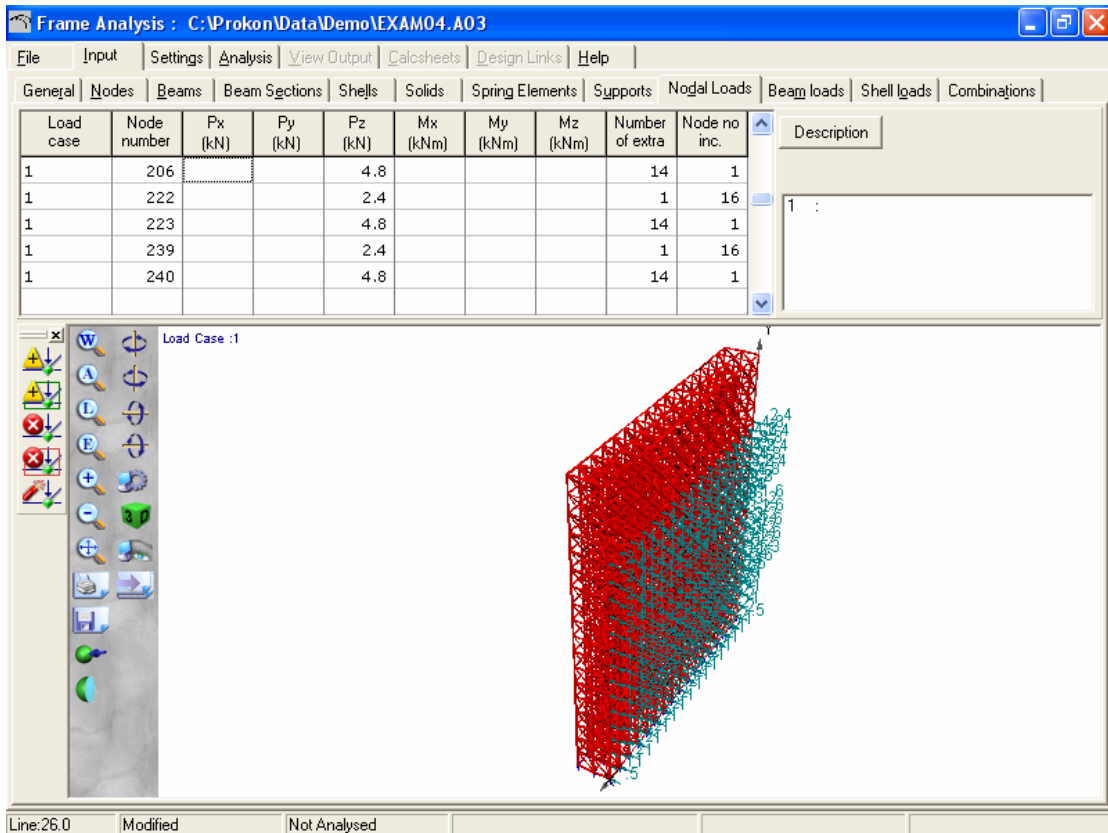 Frame Analysis : C:\Prokon\Data\Demo\EXAM04.A03
File Input Settings Analysis View Output Calcsheets Design Links Help
General Nodes Beams Beam Sections Shells Solids Spring Elements Supports Nodal Loads Beam loads Shell loads Combinations
Load case Node number Px (kN) Py (kN) Pz (kN) Mx (kNm) My (kNm) Mz (kNm) Number of extra Node no inc. Description
1 206 4.8 14 1
1 222 2.4 1 16
1 223 4.8 14 1
1 239 2.4 1 16
1 240 4.8 14 1
1 :
Load Case :1
W
A
L
E
3D
Y
2.4
.5
.5
Line:26.0 Modified Not Analysed